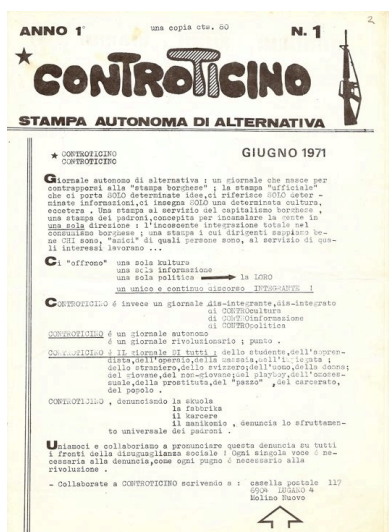 2
ANNO 1° una copia cts. 60 N. 1
CONTROTICINO
STAMPA AUTONOMA DI ALTERNATIVA
★ CONTROTICINO GIUGNO 1971
CONTROTICINO
Giornale autonomo di alternativa : un giornale che nasce per
contrapporsi alla "stampa borghese" ; la stampa "ufficiale"
che ci porta SOLO determinate idee,ci riferisce SOLO deter -
minate informazioni,ci insegna SOLO una determinata cultura,
eccetera . Una stampa al servizio del capitalismo borghese ,
una stampa dei padroni,concepita per incanalare la gente in
una sola direzione : l'incosciente integrazione totale nel
consumismo borghese ; una stampa i cui dirigenti sappiamo be-
ne CHI sono, "amici" di quali persone sono, al servizio di qua-
li interessi lavorano ...
Ci "offrono" una sola kultura
una sola informazione
una sola politica la LORO
un unico e continuo discorso INTEGRANTE !
CONTROTICINO é invece un giornale dis-integrante,dis-integrato
di CONTROcultura
di CONTROinformazione
di CONTROpolitica
CONTROTICINO é un giornale autonomo
é un giornale rivoluzionario ; punto .
CONTROTICINO é IL giornale DI tutti : dello studente,dell'appren-
dista,dell'operaio,della massaia,dell'impiegata ;
dello straniero,dello svizzero;dell'uomo,della donna;
del giovane,del non-giovane;del playboy,dell'omoses-
suale,della prostituta,del "pazzo" ,del carcerato,
del popolo .
CONTROTICINO , denunciando la skuola
la fabbrika
il karcere
il manikomio , denuncia lo sfruttamen-
to universale dei padroni .
Uniamoci e collaboriamo a pronunciare questa denuncia su tutti
i fronti della disuguaglianza sociale ! Ogni singola voce é ne-
cessaria alla denuncia,come ogni pugno é necessario alla
rivoluzione .
- Collaborate a CONTROTICINO scrivendo a : casella postale 117
6904 LUGANO 4
Molino Nuovo